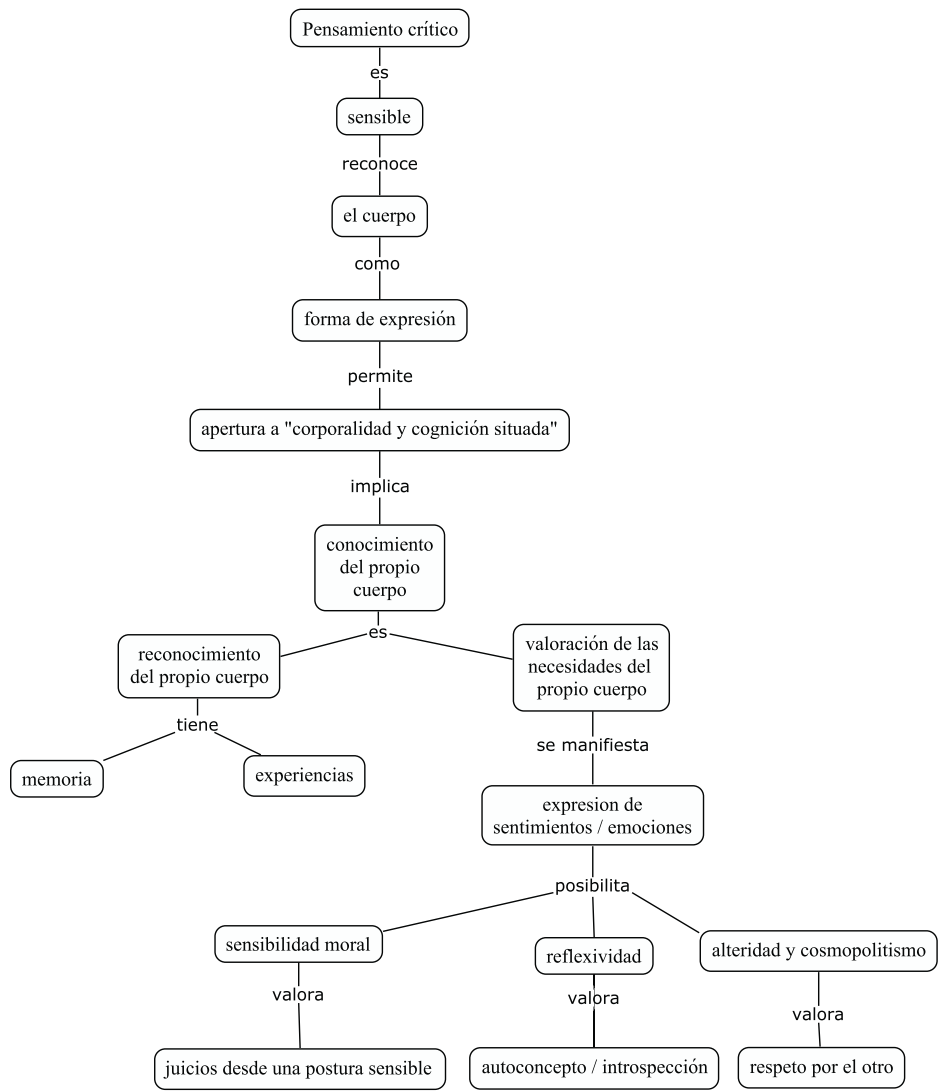 Pensamiento crítico
es
sensible
reconoce
el cuerpo
como
forma de expresión
permite
apertura a "corporalidad y cognición situada"
implica
conocimiento
del propio
cuerpo
es
reconocimiento
del propio cuerpo
valoración de las
necesidades del
propio cuerpo
tiene
memoria
experiencias
se manifiesta
expresion de
sentimientos / emociones
posibilita
sensibilidad moral
reflexividad
alteridad y cosmopolitismo
valora
valora
valora
juicios desde una postura sensible
autoconcepto / introspección
respeto por el otro